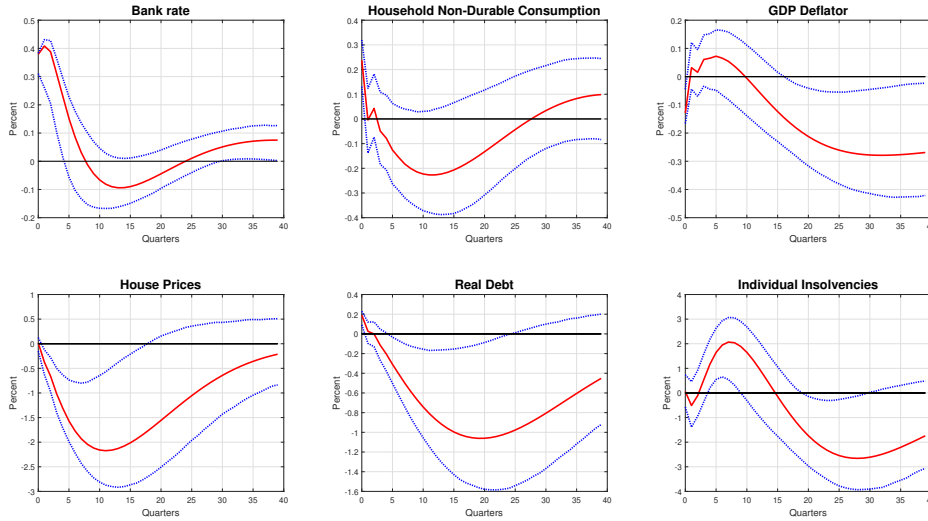 Bank rate
Percent
0.5
0.4
0.3
0.2
0.1
0
-0.1
-0.2
0 5 10 15 20 25 30 35 40
Quarters
Household Non-Durable Consumption
Percent
0.4
0.3
0.2
0.1
0
-0.1
-0.2
-0.3
-0.4
0 5 10 15 20 25 30 35 40
Quarters
GDP Deflator
Percent
0.2
0.1
0
-0.1
-0.2
-0.3
-0.4
-0.5
0 5 10 15 20 25 30 35 40
Quarters
House Prices
Percent
1
0.5
0
-0.5
-1
-1.5
-2
-2.5
-3
0 5 10 15 20 25 30 35 40
Quarters
Real Debt
Percent
0.4
0.2
0
-0.2
-0.4
-0.6
-0.8
-1
-1.2
-1.4
-1.6
0 5 10 15 20 25 30 35 40
Quarters
Individual Insolvencies
Percent
4
3
2
1
0
-1
-2
-3
-4
0 5 10 15 20 25 30 35 40
Quarters